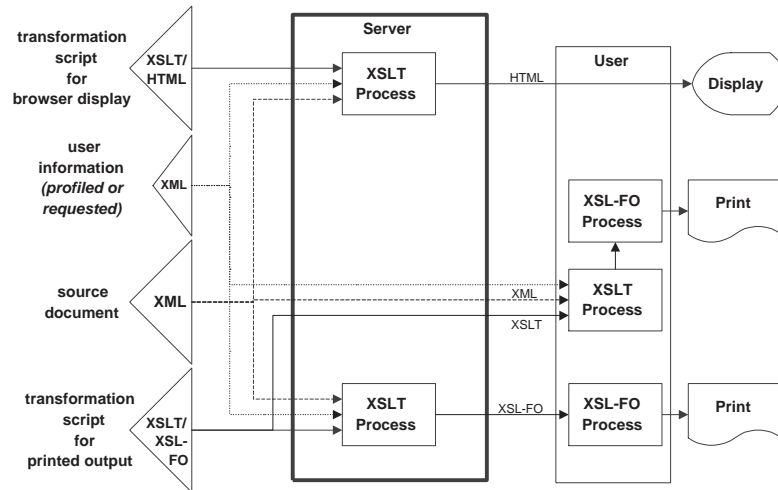 transformation
script
for
browser display
XSLT/
HTML
user
information
(profiled or
requested)
XML
source
document
XML
transformation
script
for
printed output
XSLT/
XSL-
FO
Server
XSLT
Process
XSLT
Process
HTML
XML
XSLT
XSL-FO
User
XSL-FO
Process
XSLT
Process
XSL-FO
Process
Display
Print
Print